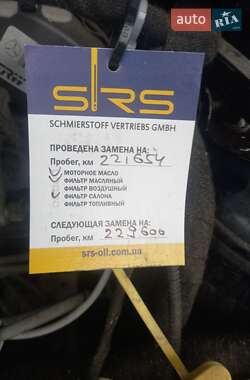 AUTO RIA
SRS
SCHMIERSTOFF VERTRIEBS GMBH
ПРОВЕДЕНА ЗАМЕНА НА:
Пробег, км 221654
МОТОРНОЕ МАСЛО
ФИЛЬТР МАСЛЯНЫЙ
ФИЛЬТР ВОЗДУШНЫЙ
ФИЛЬТР САЛОНА
ФИЛЬТР ТОПЛИВНЫЙ
СЛЕДУЮЩАЯ ЗАМЕНА НА:
Пробег, км 229600
srs-oil.com.ua
TRW